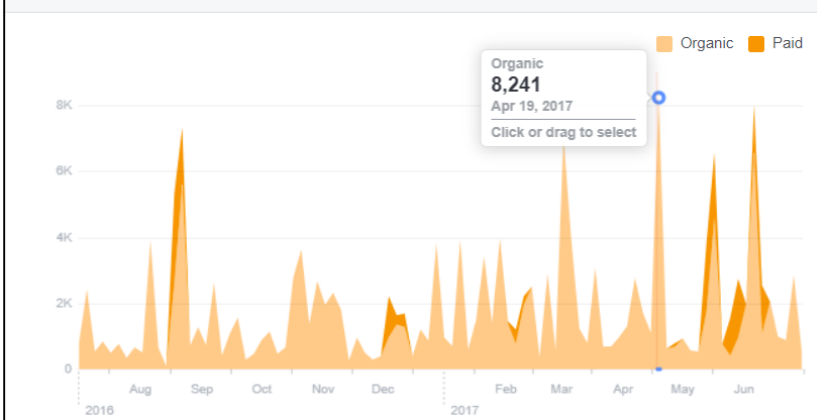 Organic Paid
Organic
8,241
Apr 19, 2017
Click or drag to select
8K
6K
4K
2K
0
Aug Sep Oct Nov Dec Feb Mar Apr May Jun
2016 2017